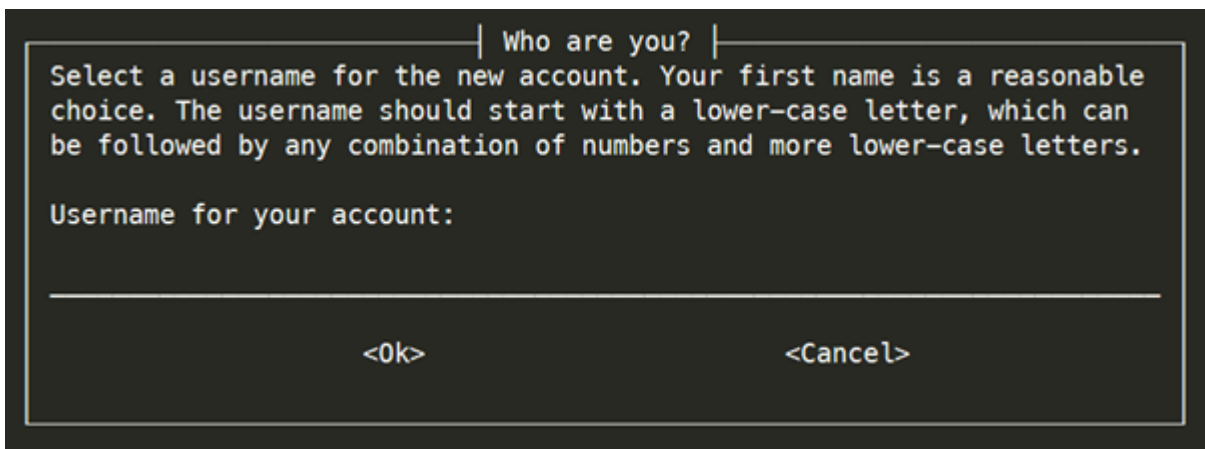 Who are you?
Select a username for the new account. Your first name is a reasonable
choice. The username should start with a lower-case letter, which can
be followed by any combination of numbers and more lower-case letters.
Username for your account:
<Ok> <Cancel>